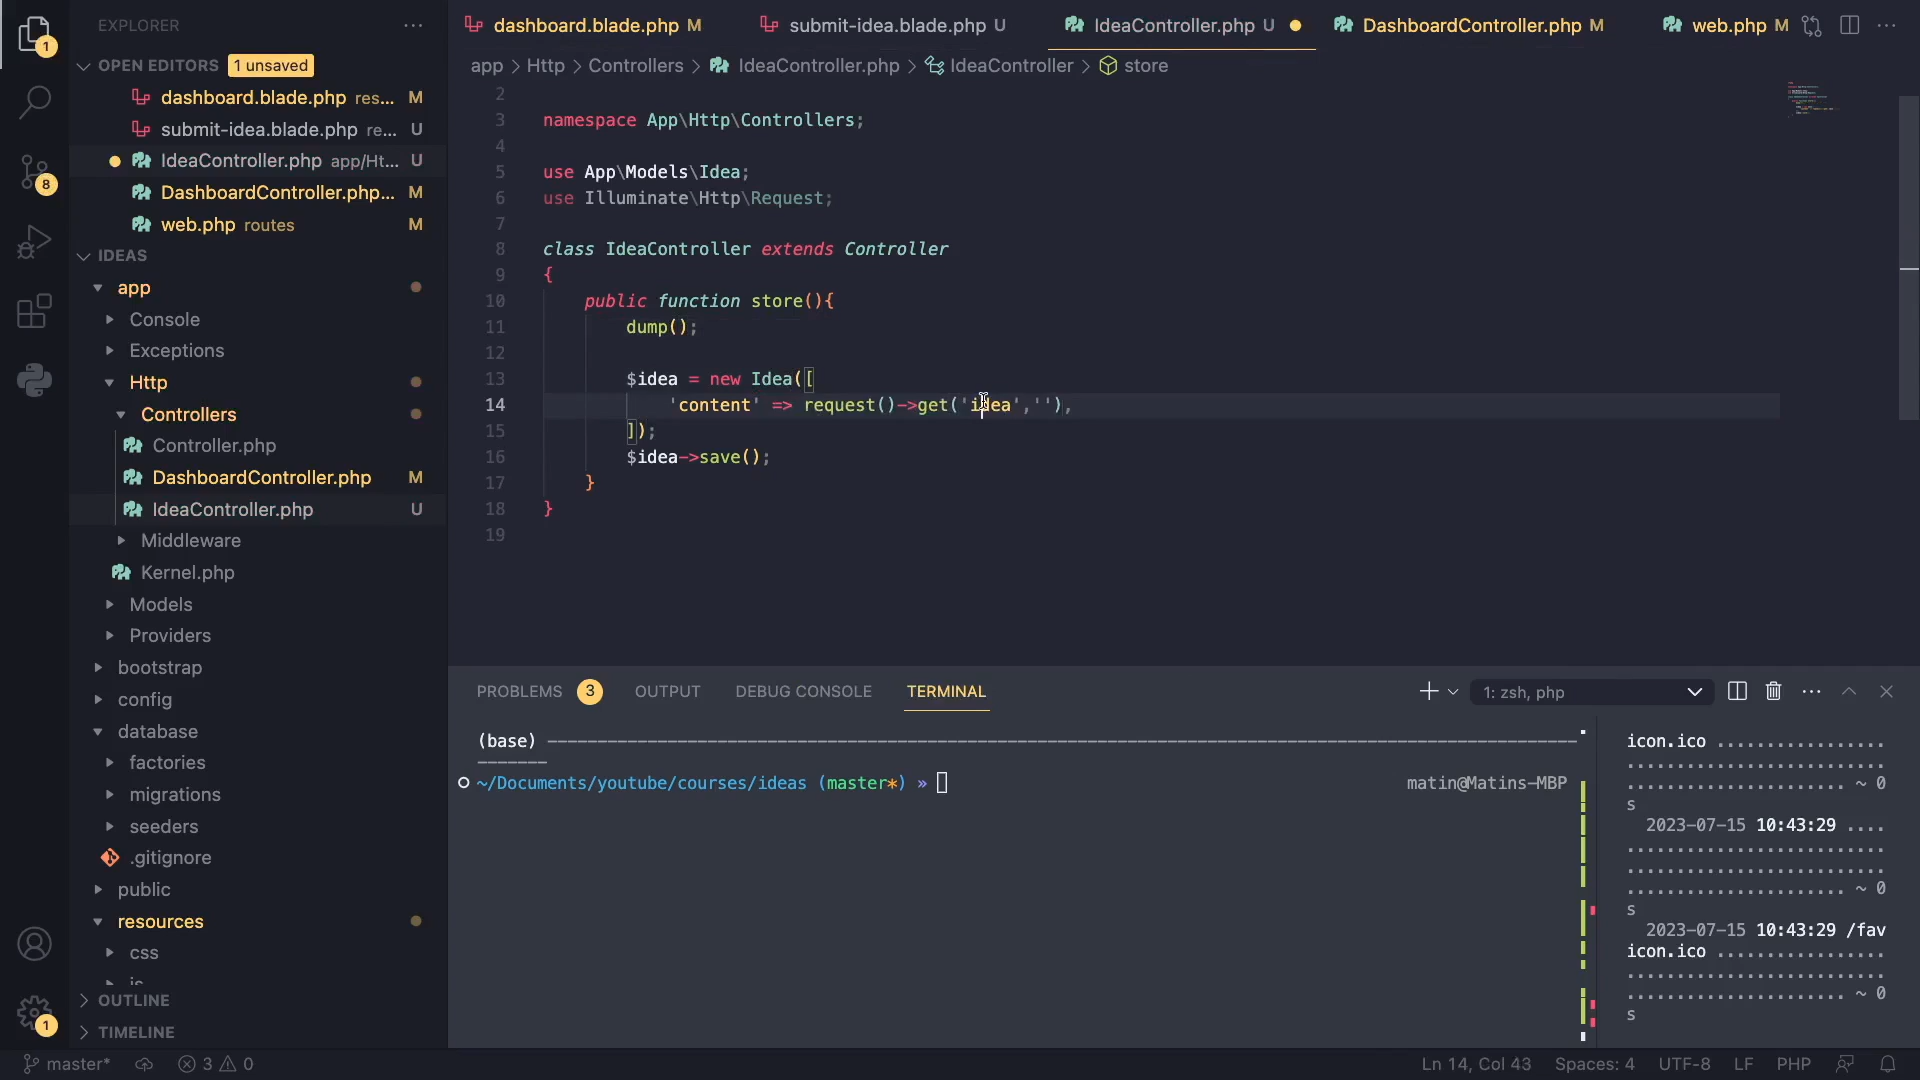 EXPLORER ...
OPEN EDITORS 1 unsaved
dashboard.blade.php res... M
submit-idea.blade.php re... U
IdeaController.php app/Ht... U
DashboardController.php... M
web.php routes M
IDEAS
app
Console
Exceptions
Http
Controllers
Controller.php
DashboardController.php M
IdeaController.php U
Middleware
Kernel.php
Models
Providers
bootstrap
config
database
factories
migrations
seeders
.gitignore
public
resources
css
OUTLINE
TIMELINE
1
8
1
dashboard.blade.php M submit-idea.blade.php U IdeaController.php U DashboardController.php M web.php M
app > Http > Controllers > IdeaController.php > IdeaController > store
2
3 namespace App\Http\Controllers;
4
5 use App\Models\Idea;
6 use Illuminate\Http\Request;
7
8 class IdeaController extends Controller
9 {
10 public function store(){
11 dump();
12
13 $idea = new Idea([
14 'content' => request()->get('idea',''),
15 ]);
16 $idea->save();
17 }
18 }
19
PROBLEMS 3 OUTPUT DEBUG CONSOLE TERMINAL 1: zsh, php
(base)
~/Documents/youtube/courses/ideas (master*) » matin@Matins-MBP
icon.ico .................
.........................
..................... ~ 0
s
2023-07-15 10:43:29 ....
.........................
.........................
..................... ~ 0
s
2023-07-15 10:43:29 /fav
icon.ico .................
.........................
..................... ~ 0
s
master* 3 0 Ln 14, Col 43 Spaces: 4 UTF-8 LF PHP